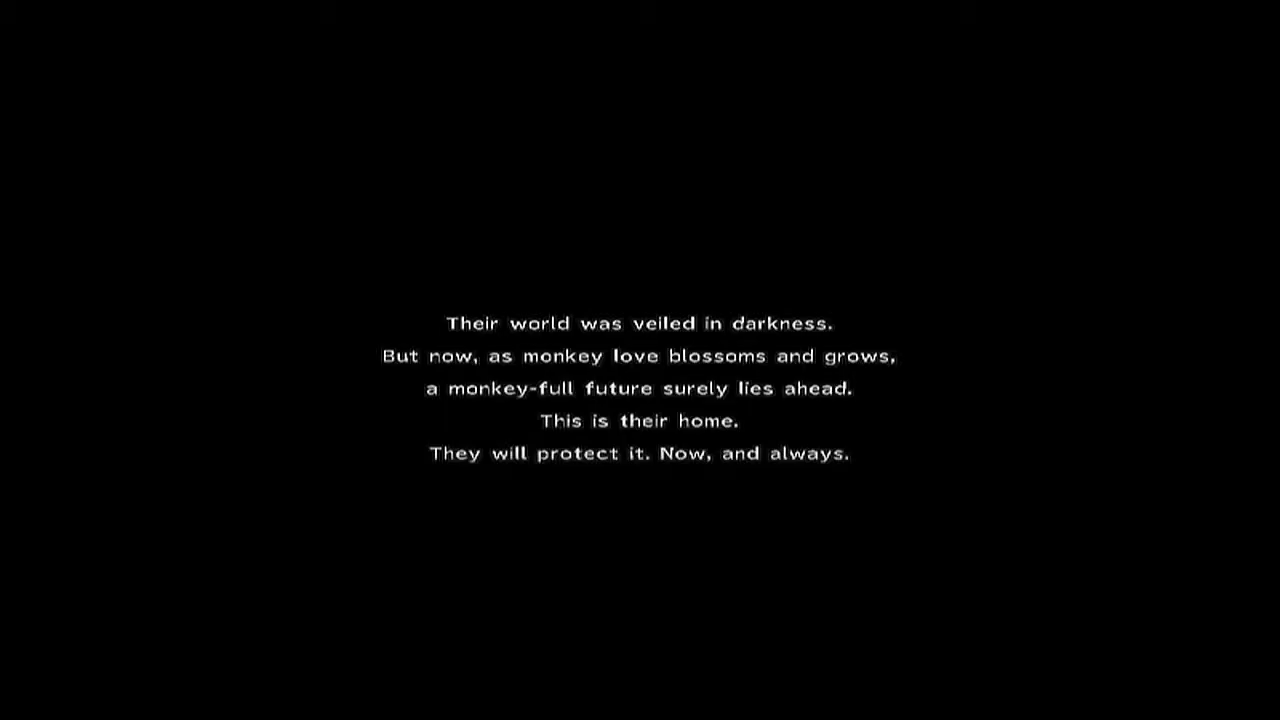 Their world was veiled in darkness.
But now, as monkey love blossoms and grows,
a monkey-full future surely lies ahead.
This is their home.
They will protect it. Now, and always.